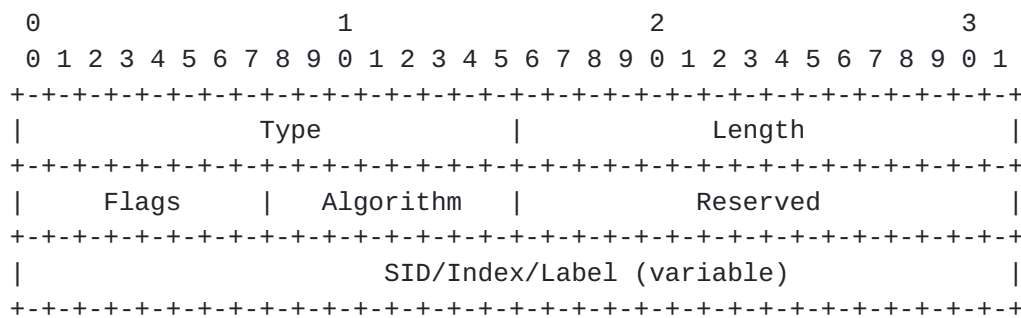 0                   1                   2                   3
 0 1 2 3 4 5 6 7 8 9 0 1 2 3 4 5 6 7 8 9 0 1 2 3 4 5 6 7 8 9 0 1
+-+-+-+-+-+-+-+-+-+-+-+-+-+-+-+-+-+-+-+-+-+-+-+-+-+-+-+-+-+-+-+-+
|               Type            |            Length             |
+-+-+-+-+-+-+-+-+-+-+-+-+-+-+-+-+-+-+-+-+-+-+-+-+-+-+-+-+-+-+-+-+
|     Flags     |   Algorithm   |           Reserved            |
+-+-+-+-+-+-+-+-+-+-+-+-+-+-+-+-+-+-+-+-+-+-+-+-+-+-+-+-+-+-+-+-+
|                       SID/Index/Label (variable)              |
+-+-+-+-+-+-+-+-+-+-+-+-+-+-+-+-+-+-+-+-+-+-+-+-+-+-+-+-+-+-+-+-+